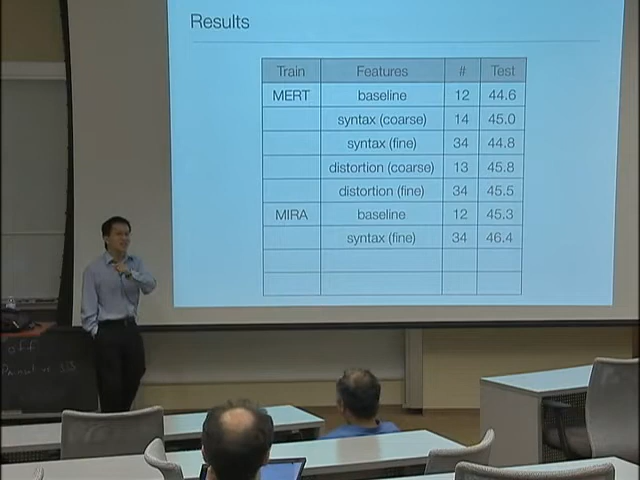 Results
Train Features # Test
MERT baseline 12 44.6
syntax (coarse) 14 45.0
syntax (fine) 34 44.8
distortion (coarse) 13 45.8
distortion (fine) 34 45.5
MIRA baseline 12 45.3
syntax (fine) 34 46.4
off